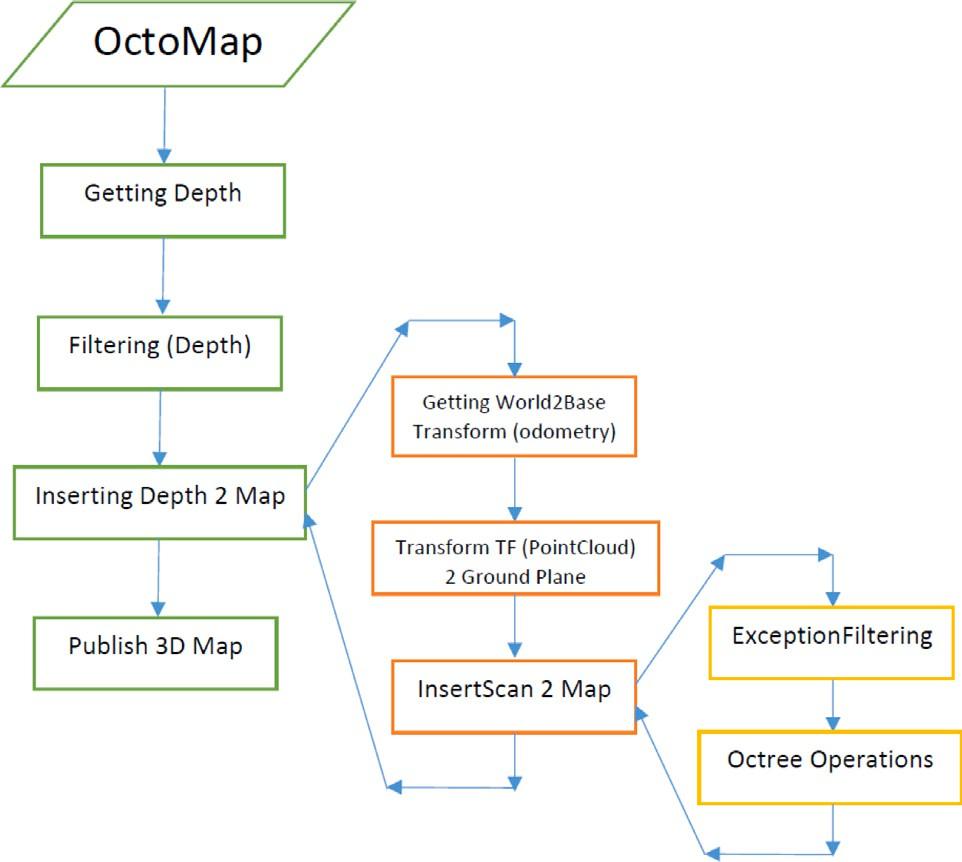 OctoMap
Getting Depth
Filtering (Depth)
Inserting Depth 2 Map
Publish 3D Map
Getting World2Base
Transform (odometry)
Transform TF (PointCloud)
2 Ground Plane
InsertScan 2 Map
ExceptionFiltering
Octree Operations